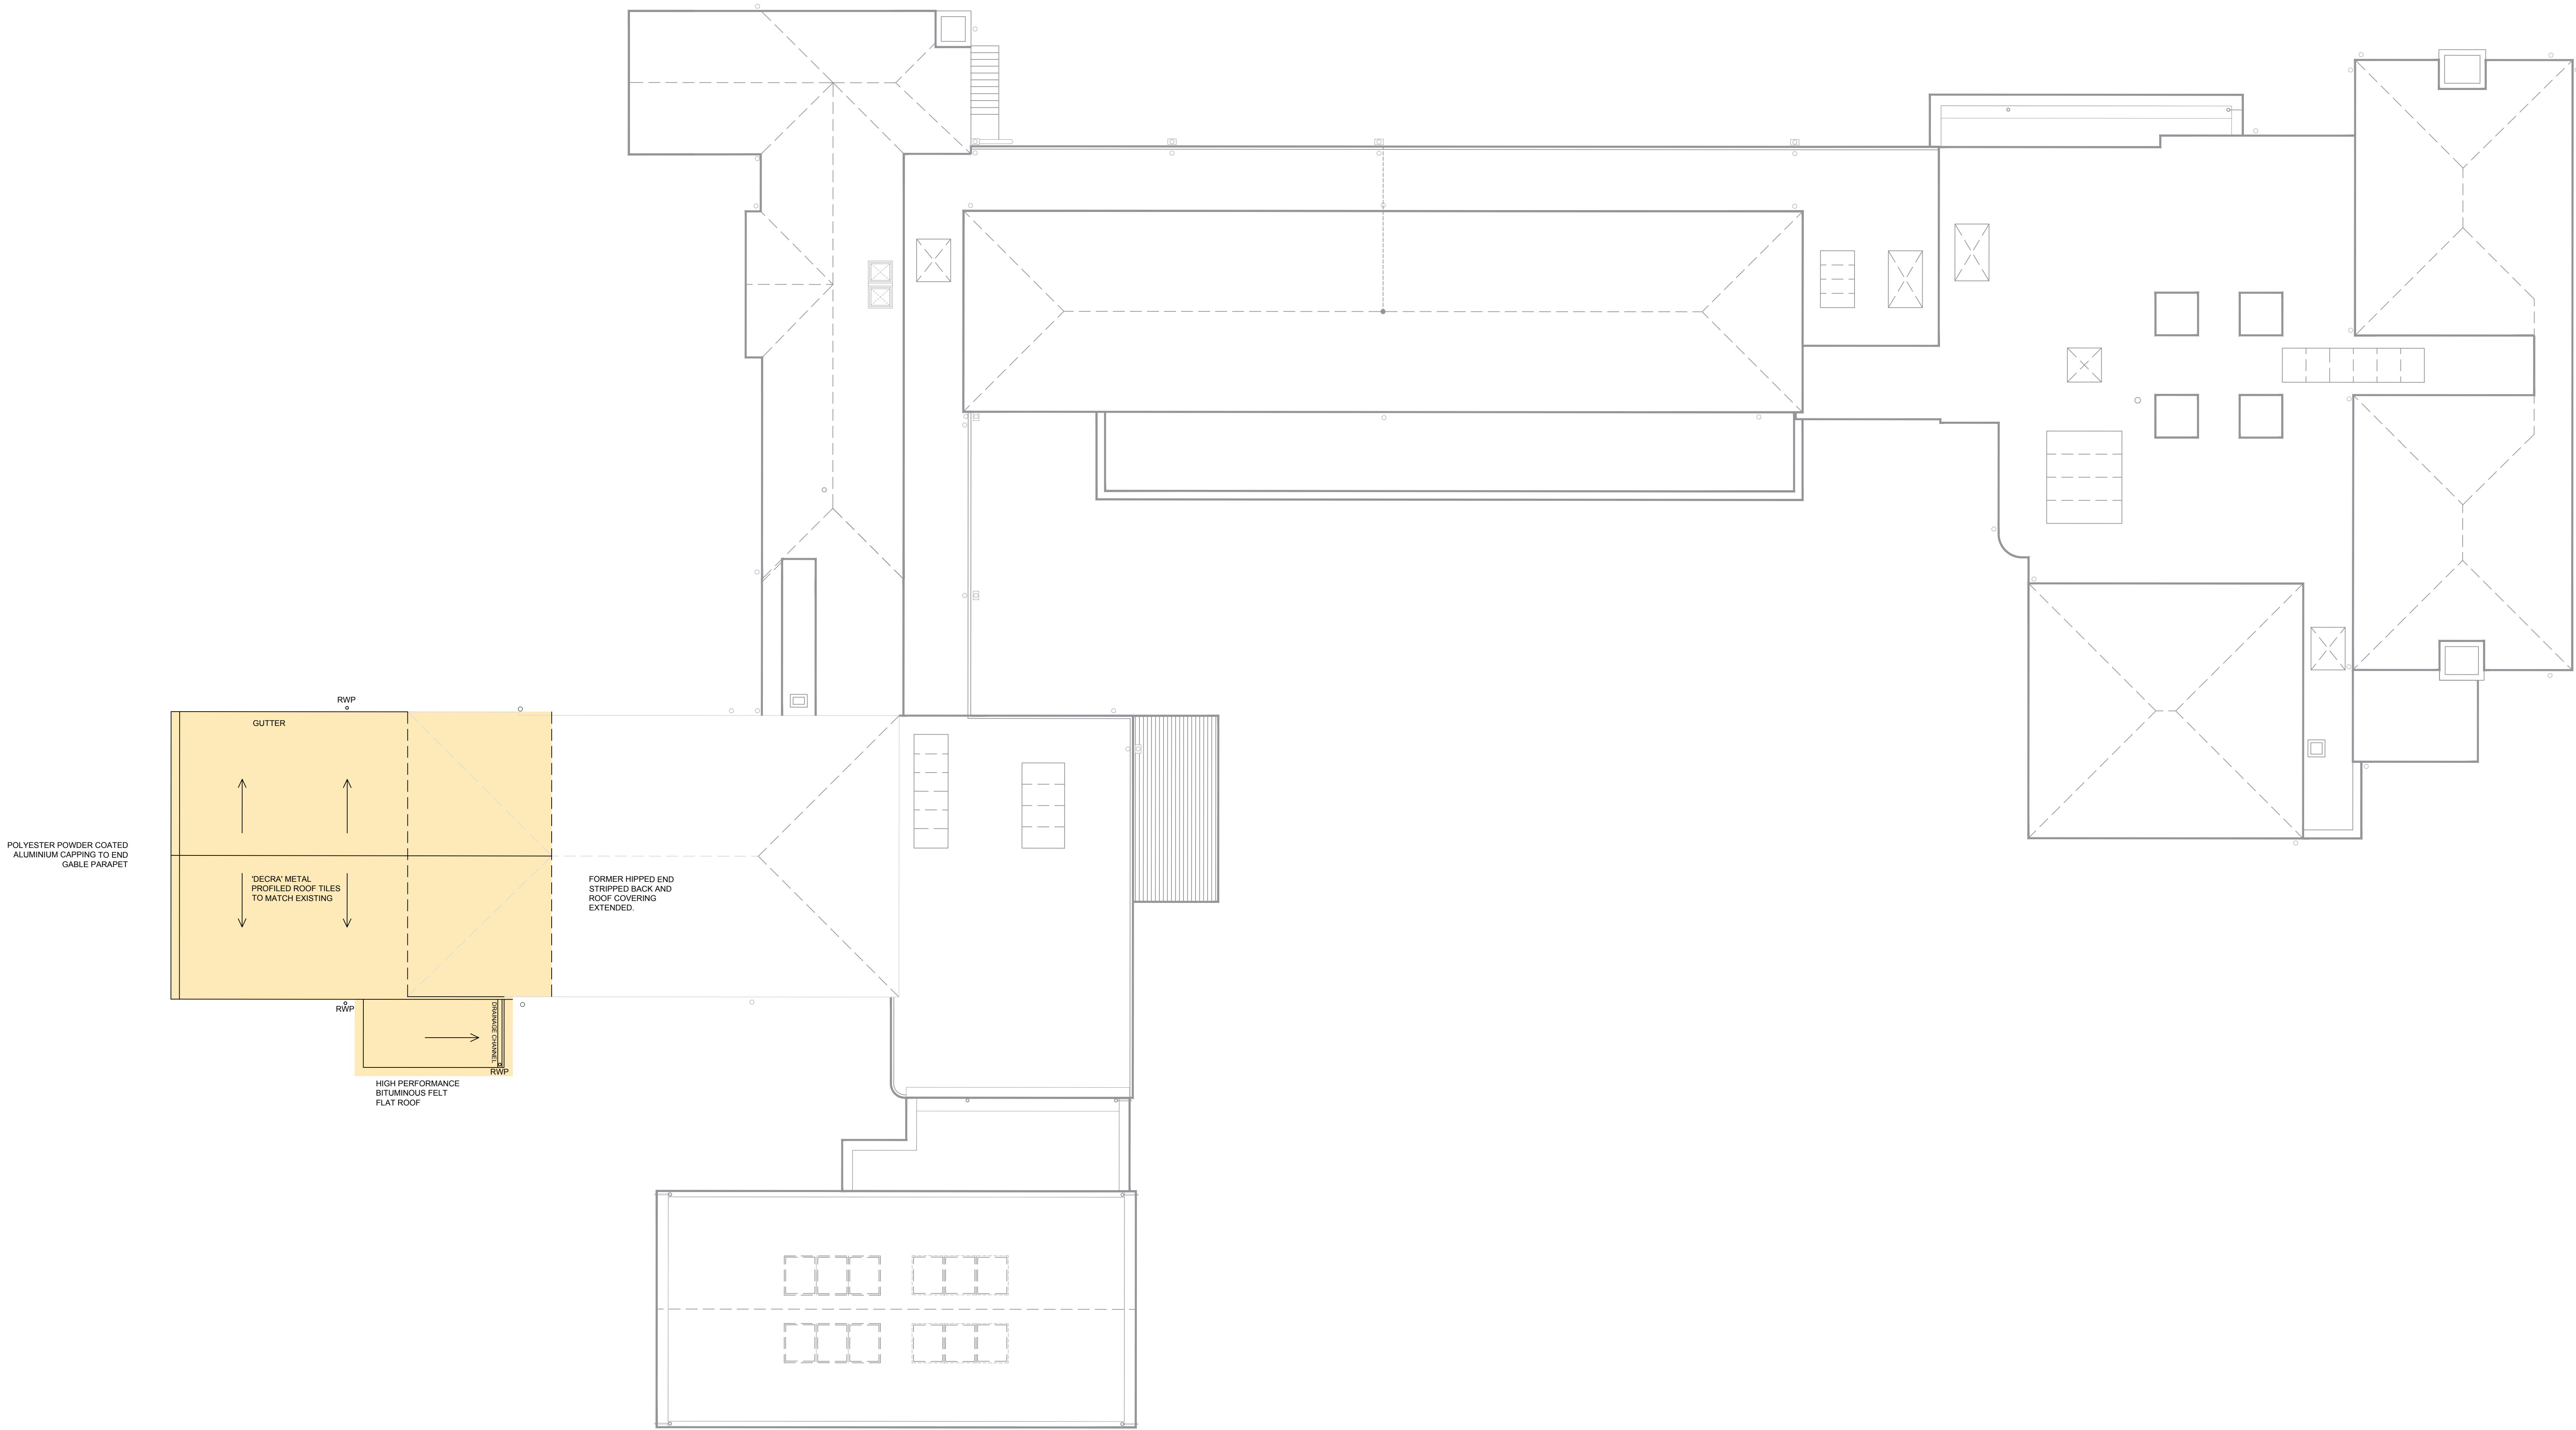 RWP
GUTTER
POLYESTER POWDER COATED
ALUMINIUM CAPPING TO END
GABLE PARAPET
'DECRA' METAL
PROFILED ROOF TILES
TO MATCH EXISTING
FORMER HIPPED END
STRIPPED BACK AND
ROOF COVERING
EXTENDED.
RWP
DRAINAGE CHANNEL
RWP
HIGH PERFORMANCE
BITUMINOUS FELT
FLAT ROOF